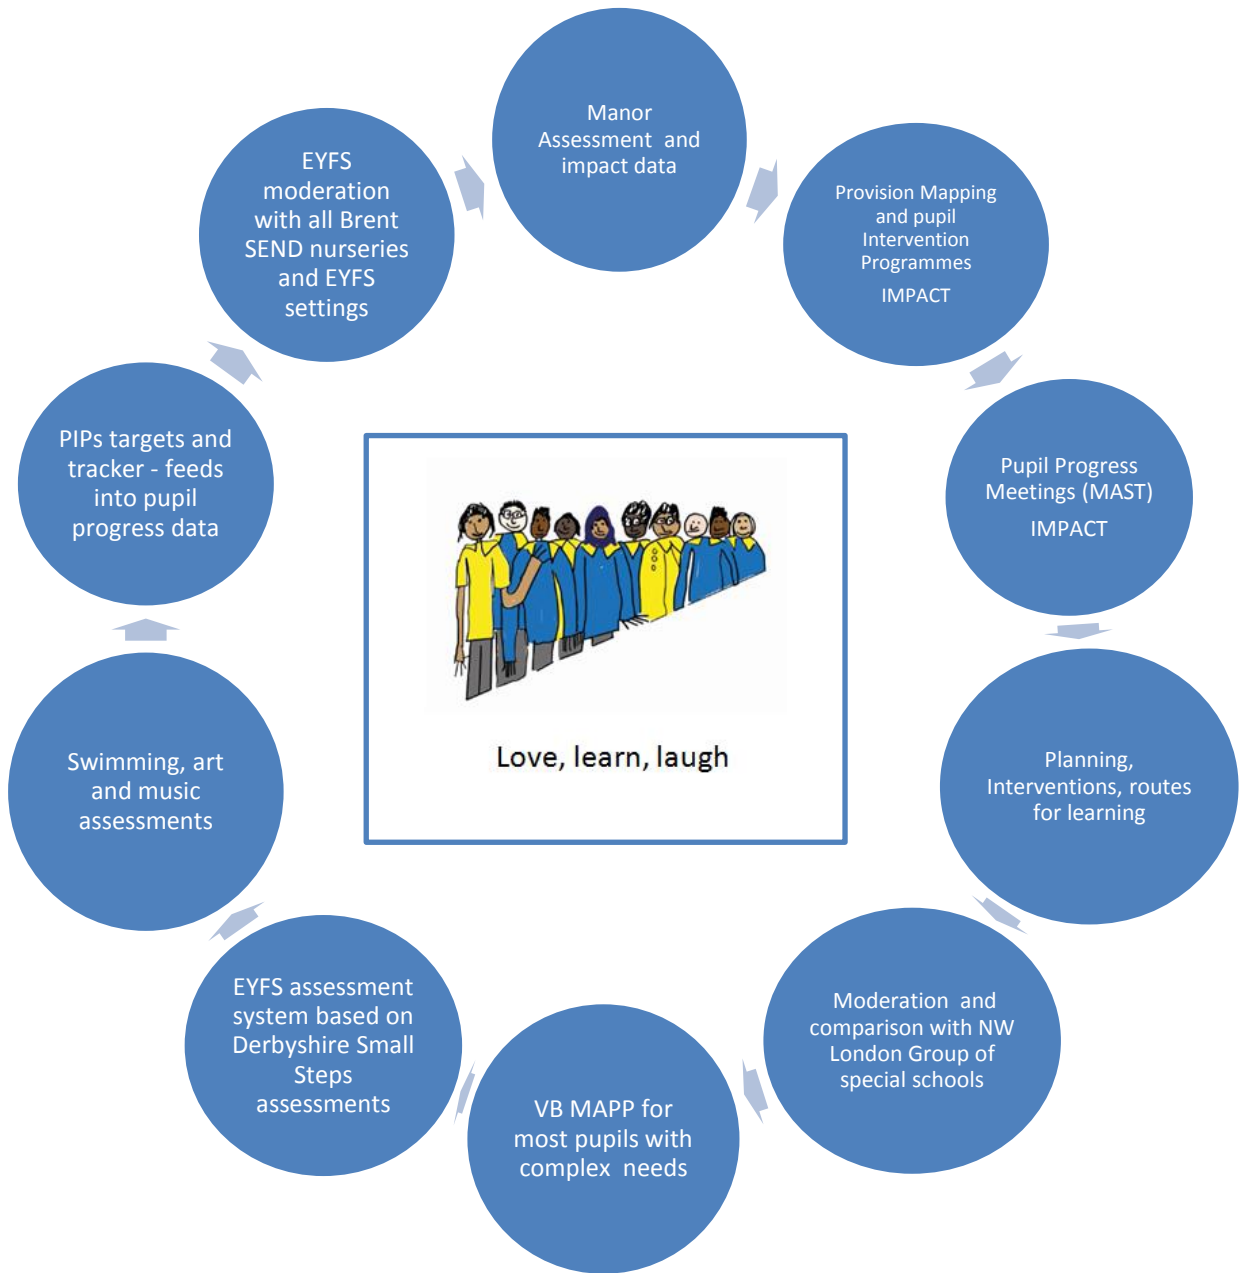 Manor
Assessment and
impact data
Provision Mapping
and pupil
Intervention
Programmes
IMPACT
Pupil Progress
Meetings (MAST)
IMPACT
Planning,
Interventions, routes
for learning
Moderation and
comparison with NW
London Group of
special schools
VB MAPP for
most pupils with
complex needs
EYFS assessment
system based on
Derbyshire Small
Steps
assessments
Swimming, art
and music
assessments
PIPs targets and
tracker - feeds
into pupil
progress data
EYFS
moderation
with all Brent
SEND nurseries
and EYFS
settings
Love, learn, laugh